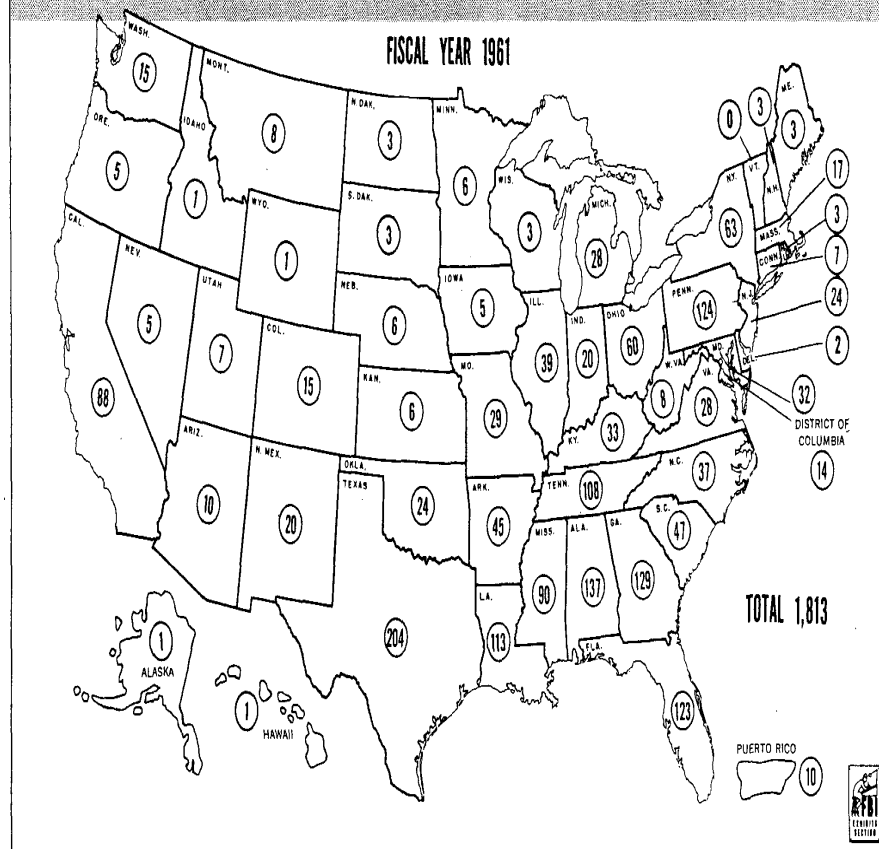 FISCAL YEAR 1961
WASH.
15
MONT.
8
N. DAK.
3
MINN.
6
ME.
3
0
3
VT.
N.H.
17
ORE.
5
IDAHO
1
S. DAK.
3
WIS.
3
MICH.
28
N.Y.
63
MASS.
3
CONN.
7
WYO.
1
CAL.
88
NEV.
5
UTAH
7
NEB.
6
IOWA
5
ILL.
39
IND.
20
OHIO
60
PENN.
124
N.J.
24
DEL.
2
MD.
32
COL.
15
KAN.
6
MO.
29
KY.
33
W. VA.
8
VA.
28
DISTRICT OF
COLUMBIA
14
ARIZ.
10
N. MEX.
20
OKLA.
24
TEXAS
204
ARK.
45
TENN.
108
N.C.
37
S.C.
47
MISS.
90
ALA.
137
GA.
129
LA.
113
FLA.
123
TOTAL 1,813
1
ALASKA
1
HAWAII
PUERTO RICO
10
FBI
EXHIBITS
SECTION